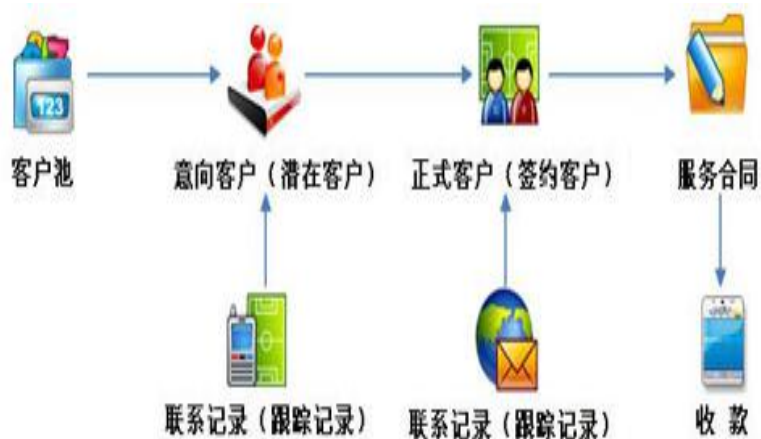 123
客户池
意向客户（潜在客户）
正式客户（签约客户）
服务合同
联系记录（跟踪记录）
联系记录（跟踪记录）
收 款